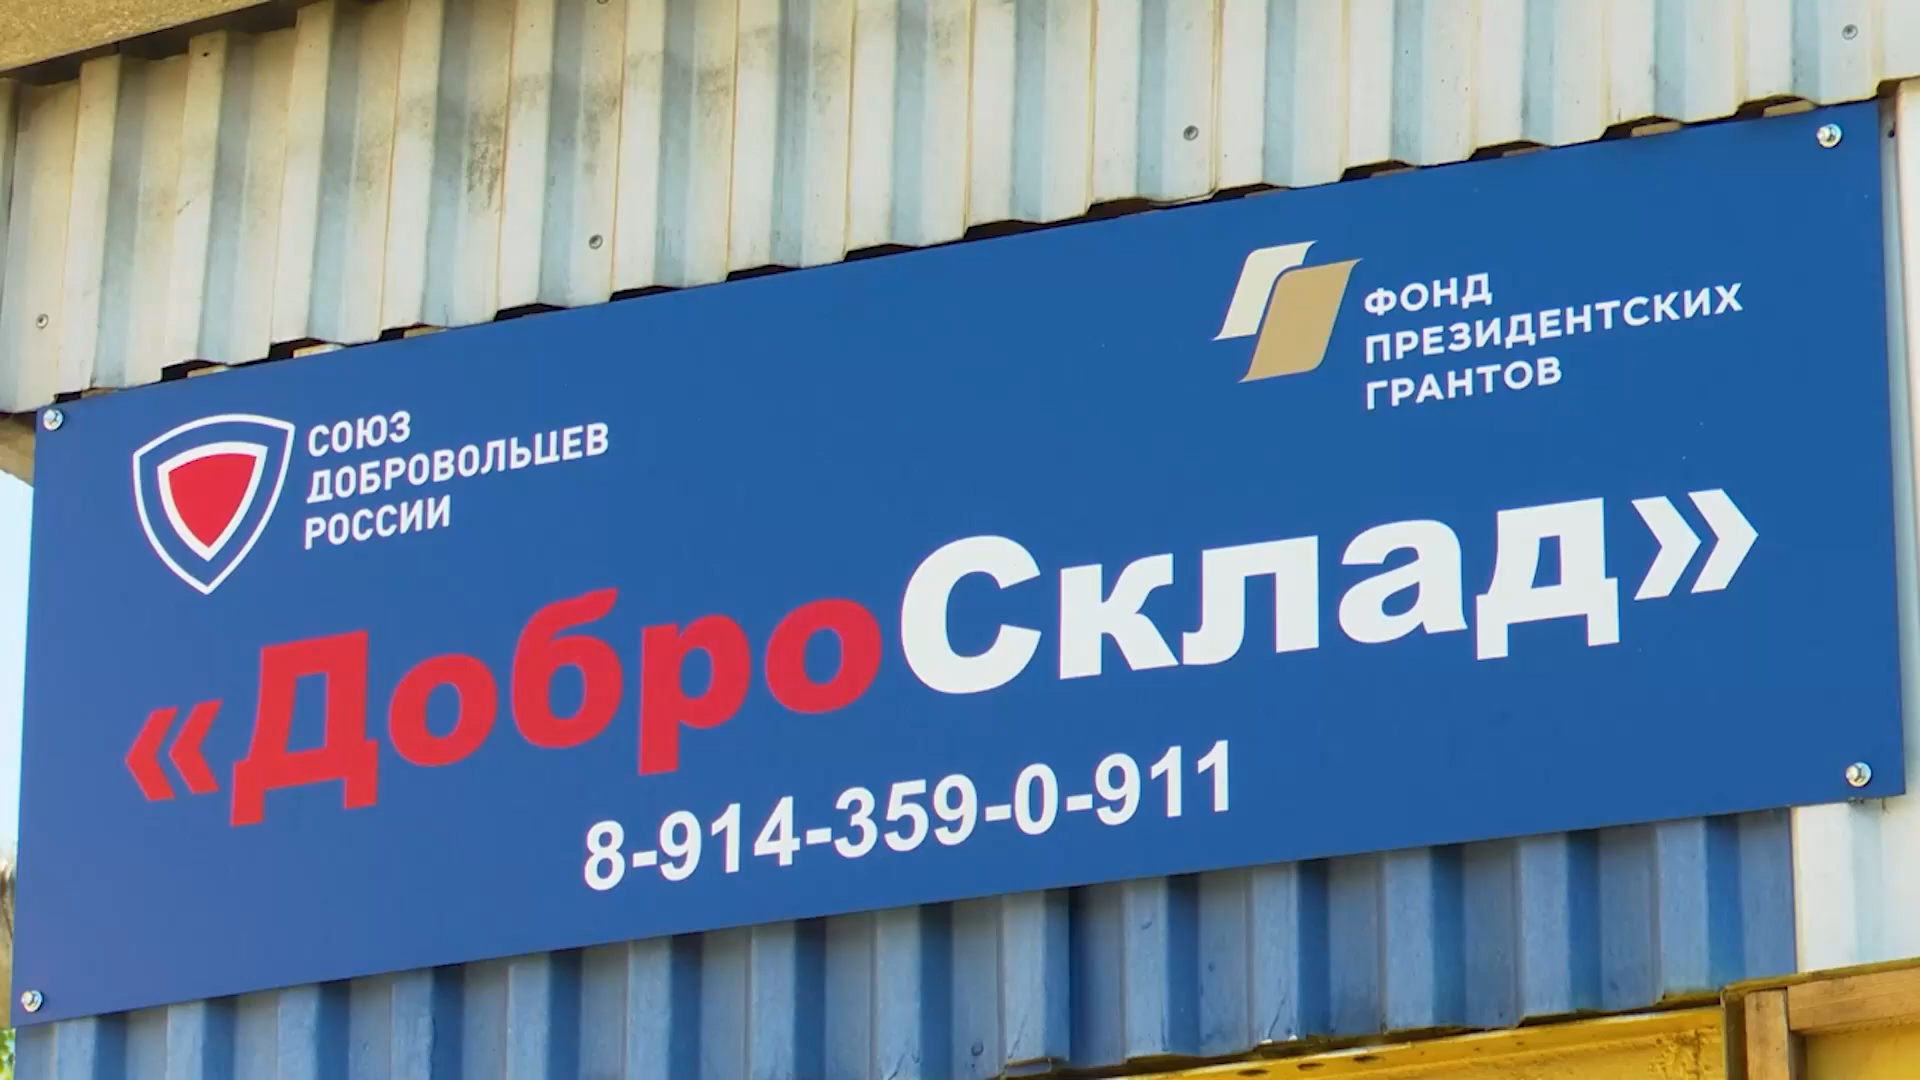 СОЮЗ
ДОБРОВОЛЬЦЕВ
РОССИИ
ФОНД
ПРЕЗИДЕНТСКИХ
ГРАНТОВ
«ДоброСклад»
8-914-359-0-911